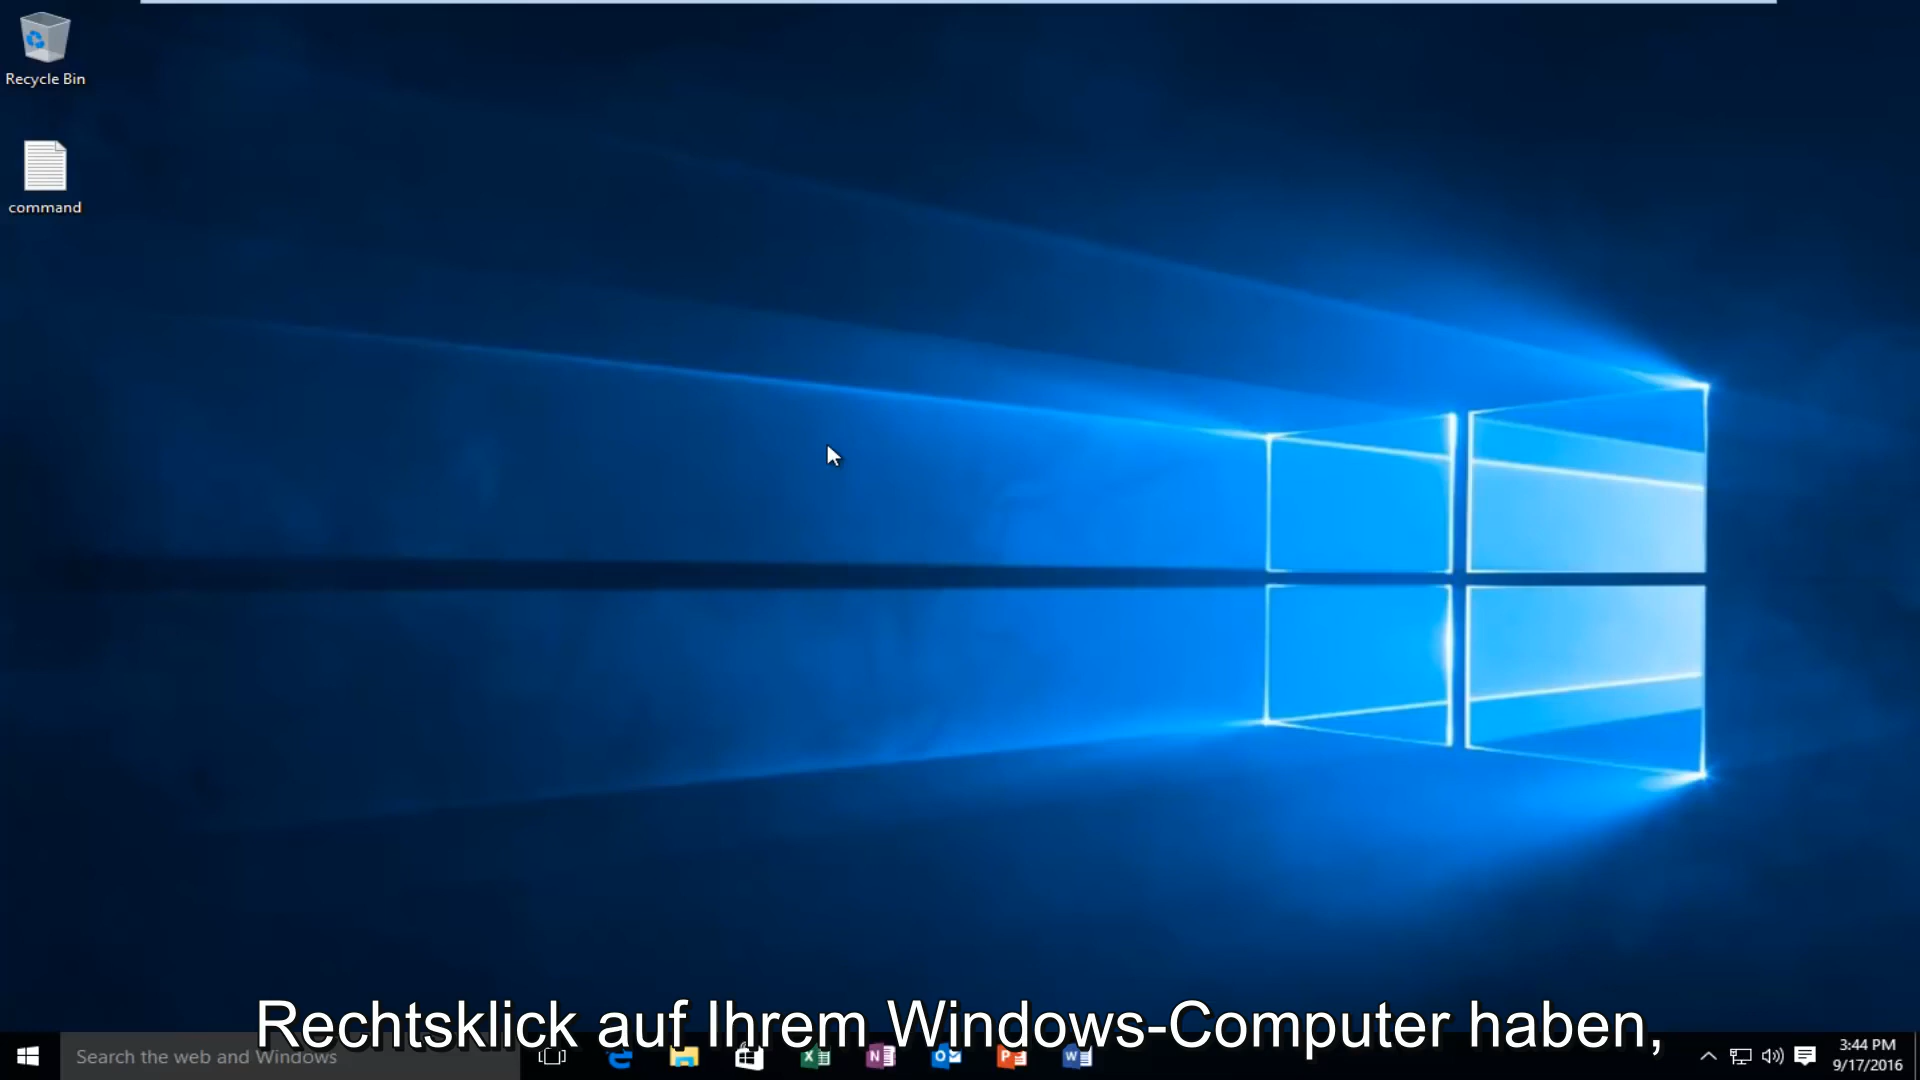 Recycle Bin
command
Rechtsklick auf Ihrem Windows-Computer haben,
Search the web and Windows
3:44 PM
9/17/2016